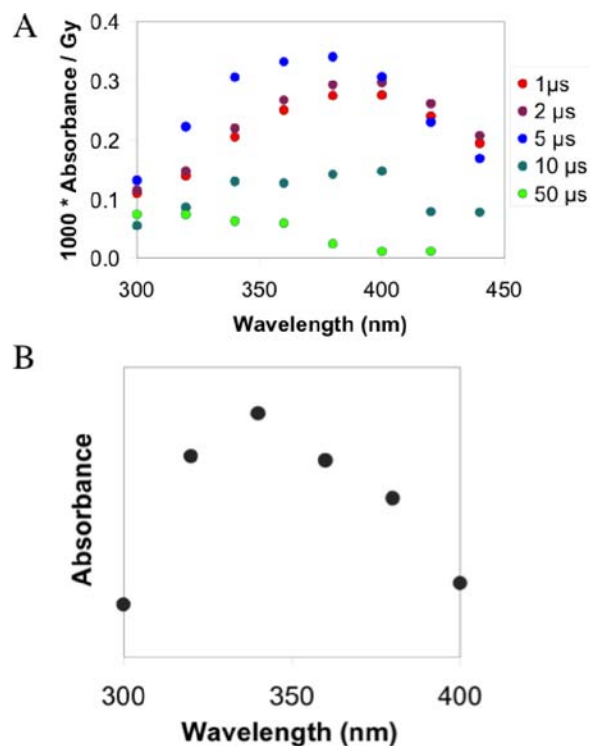 A
1000 * Absorbance / Gy
0.4
0.3
0.2
0.1
0.0
300
350
400
450
Wavelength (nm)
1µs
2 µs
5 µs
10 µs
50 µs
B
Absorbance
300
350
400
Wavelength (nm)